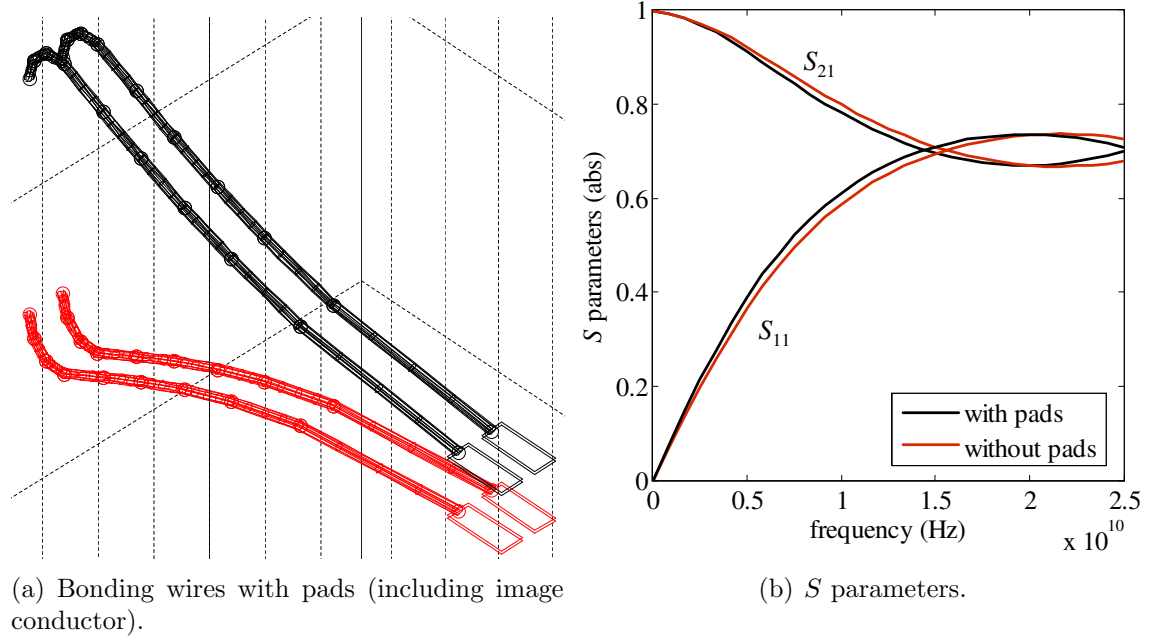 1
0.8
0.6
0.4
0.2
0
S parameters (abs)
S21
S11
with pads
without pads
0 0.5 1 1.5 2 2.5
frequency (Hz)
x 10^10
(a) Bonding wires with pads (including image
conductor).
(b) S parameters.